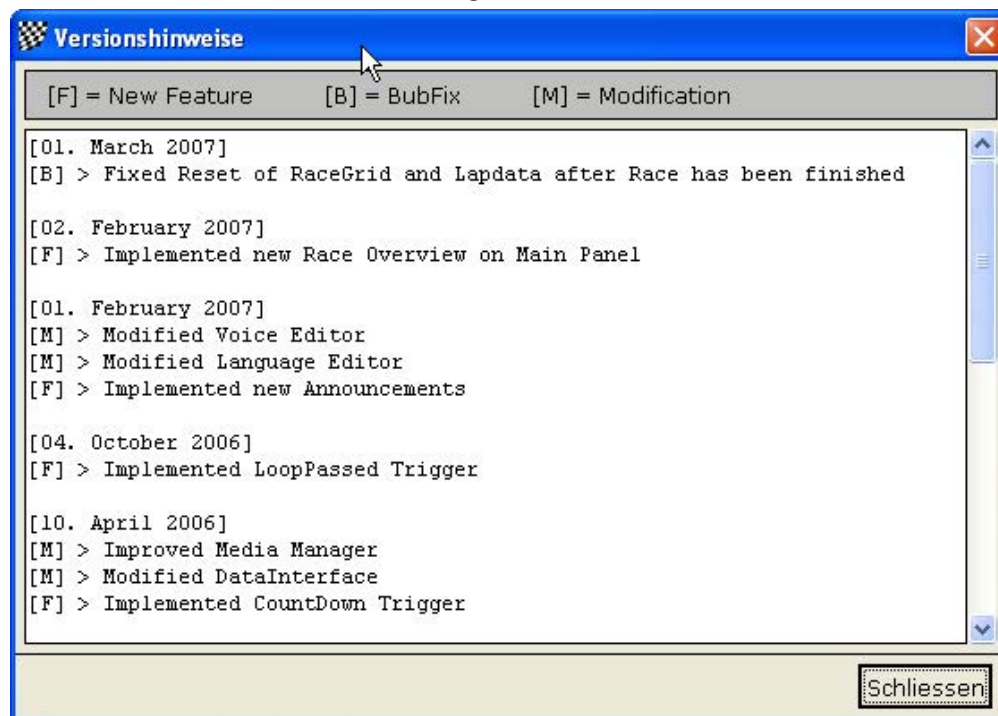 Versionshinweise
[F] = New Feature [B] = BubFix [M] = Modification
[01. March 2007]
[B] > Fixed Reset of RaceGrid and Lapdata after Race has been finished
[02. February 2007]
[F] > Implemented new Race Overview on Main Panel
[01. February 2007]
[M] > Modified Voice Editor
[M] > Modified Language Editor
[F] > Implemented new Announcements
[04. October 2006]
[F] > Implemented LoopPassed Trigger
[10. April 2006]
[M] > Improved Media Manager
[M] > Modified DataInterface
[F] > Implemented CountDown Trigger
Schliessen